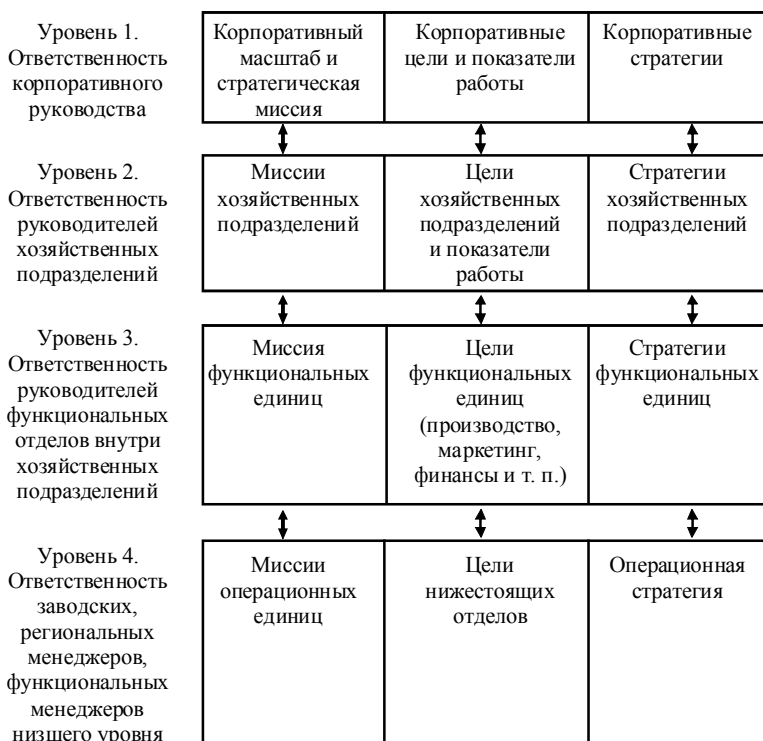 Уровень 1.
Ответственность
корпоративного
руководства
Корпоративный
масштаб и
стратегическая
миссия
Корпоративные
цели и показатели
работы
Корпоративные
стратегии
Уровень 2.
Ответственность
руководителей
хозяйственных
подразделений
Миссии
хозяйственных
подразделений
Цели
хозяйственных
подразделений
и показатели
работы
Стратегии
хозяйственных
подразделений
Уровень 3.
Ответственность
руководителей
функциональных
отделов внутри
хозяйственных
подразделений
Миссия
функциональных
единиц
Цели
функциональных
единиц
(производство,
маркетинг,
финансы и т. п.)
Стратегии
функциональных
единиц
Уровень 4.
Ответственность
заводских,
региональных
менеджеров,
функциональных
менеджеров
низшего уровня
Миссии
операционных
единиц
Цели
нижестоящих
отделов
Операционная
стратегия